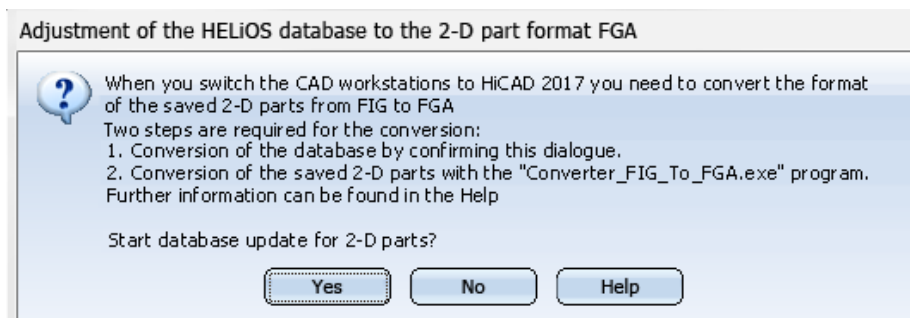 Adjustment of the HELiOS database to the 2-D part format FGA
When you switch the CAD workstations to HiCAD 2017 you need to convert the format
of the saved 2-D parts from FIG to FGA
Two steps are required for the conversion:
1. Conversion of the database by confirming this dialogue.
2. Conversion of the saved 2-D parts with the "Converter_FIG_To_FGA.exe" program.
Further information can be found in the Help
Start database update for 2-D parts?
Yes No Help